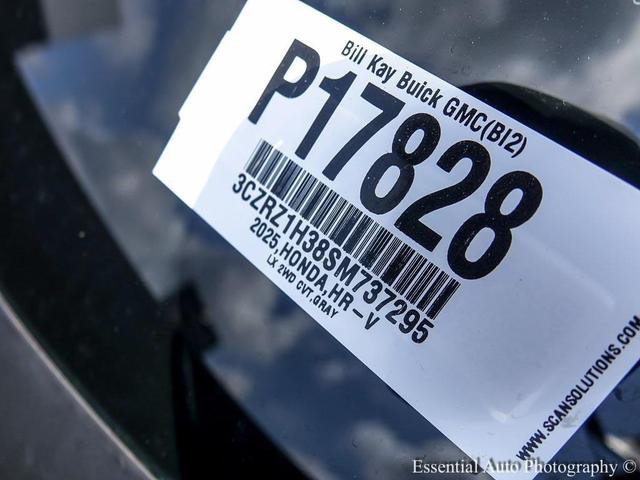 Bill Kay Buick GMC(BI2)
P17828
3CZRZ1H38SM737295
2025,HONDA,HR-V
LX 2WD CVT,GRAY
WWW.SCANSOLUTIONS.COM
Essential Auto Photography ©